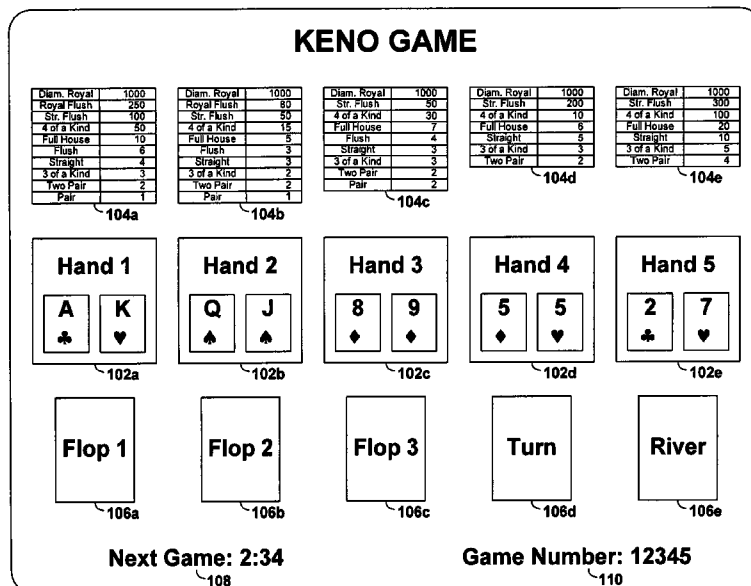 KENO GAME
Diam. Royal 1000
Royal Flush 250
Str. Flush 100
4 of a Kind 50
Full House 10
Flush 6
Straight 4
3 of a Kind 3
Two Pair 2
Pair 1
104a
Diam. Royal 1000
Royal Flush 80
Str. Flush 50
4 of a Kind 15
Full House 5
Flush 3
Straight 3
3 of a Kind 2
Two Pair 2
Pair 1
104b
Diam. Royal 1000
Str. Flush 50
4 of a Kind 30
Full House 7
Flush 4
Straight 3
3 of a Kind 3
Two Pair 2
Pair 2
104c
Diam. Royal 1000
Str. Flush 200
4 of a Kind 10
Full House 6
Straight 5
3 of a Kind 3
Two Pair 2
104d
Diam. Royal 1000
Str. Flush 300
4 of a Kind 100
Full House 20
Straight 10
3 of a Kind 5
Two Pair 4
104e
Hand 1 Hand 2 Hand 3 Hand 4 Hand 5
A K Q J 8 9 5 5 2 7
♣ ♥ ♠ ♠ ♦ ♦ ♦ ♥ ♣ ♥
102a 102b 102c 102d 102e
Flop 1 Flop 2 Flop 3 Turn River
106a 106b 106c 106d 106e
Next Game: 2:34 Game Number: 12345
108 110